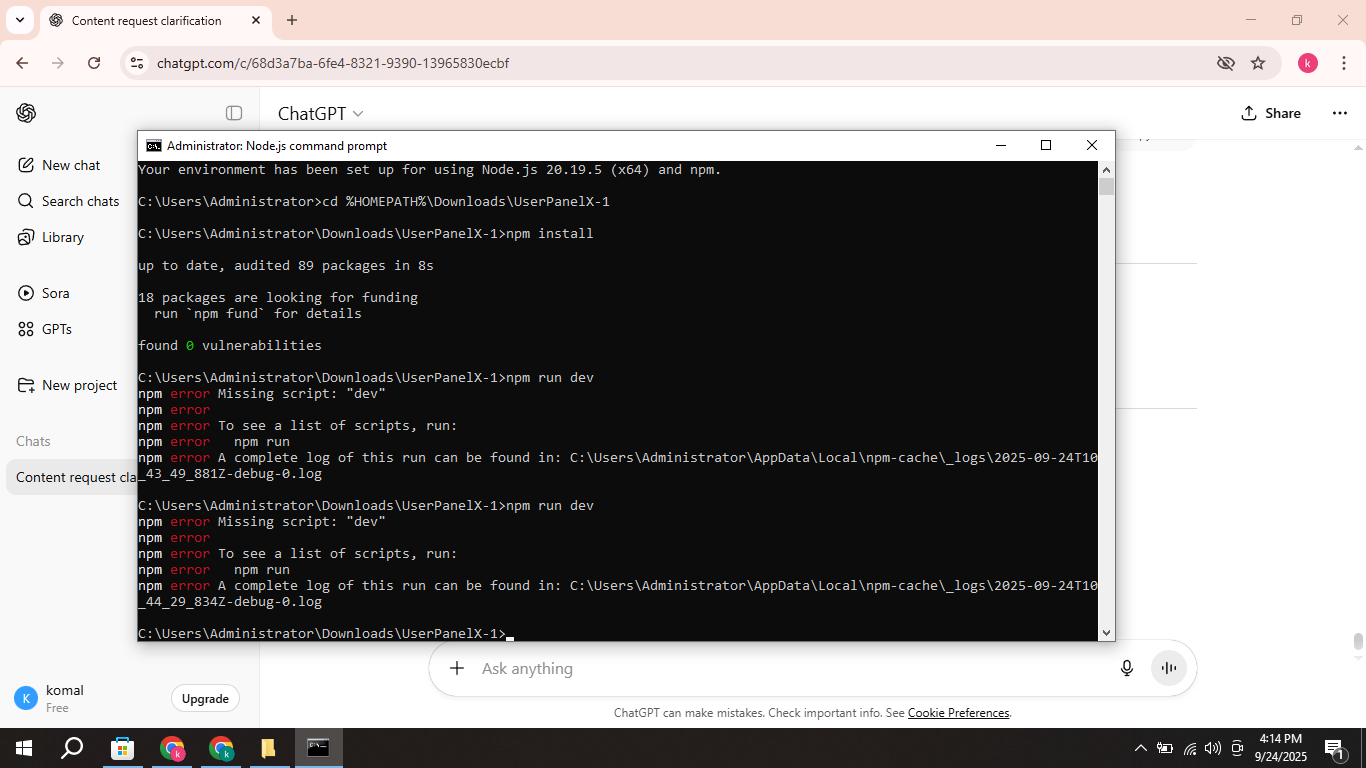 Content request clarification
chatgpt.com/c/68d3a7ba-6fe4-8321-9390-13965830ecbf
k
ChatGPT
Share
New chat
Search chats
Library
Sora
GPTs
New project
Chats
Content request cla
Administrator: Node.js command prompt
Your environment has been set up for using Node.js 20.19.5 (x64) and npm.
C:\Users\Administrator>cd %HOMEPATH%\Downloads\UserPanelX-1
C:\Users\Administrator\Downloads\UserPanelX-1>npm install
up to date, audited 89 packages in 8s
18 packages are looking for funding
run `npm fund` for details
found 0 vulnerabilities
C:\Users\Administrator\Downloads\UserPanelX-1>npm run dev
npm error Missing script: "dev"
npm error
npm error To see a list of scripts, run:
npm error   npm run
npm error A complete log of this run can be found in: C:\Users\Administrator\AppData\Local\npm-cache\_logs\2025-09-24T10
_43_49_881Z-debug-0.log
C:\Users\Administrator\Downloads\UserPanelX-1>npm run dev
npm error Missing script: "dev"
npm error
npm error To see a list of scripts, run:
npm error   npm run
npm error A complete log of this run can be found in: C:\Users\Administrator\AppData\Local\npm-cache\_logs\2025-09-24T10
_44_29_834Z-debug-0.log
C:\Users\Administrator\Downloads\UserPanelX-1>
Ask anything
K
komal
Free
Upgrade
ChatGPT can make mistakes. Check important info. See Cookie Preferences.
k
k
4:14 PM
9/24/2025
1